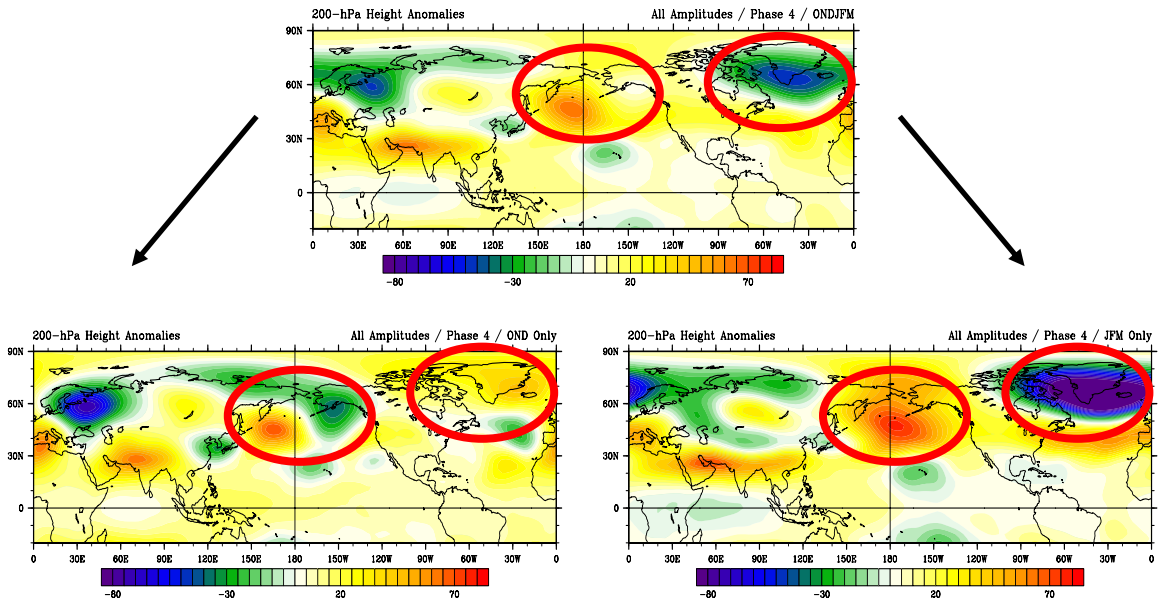 200-hPa Height Anomalies All Amplitudes / Phase 4 / ONDJFM
90N
60N
30N
0
0 30E 60E 90E 120E 150E 180 150W 120W 90W 60W 30W 0
-80 -30 20 70
200-hPa Height Anomalies All Amplitudes / Phase 4 / OND Only
90N
60N
30N
0
0 30E 60E 90E 120E 150E 180 150W 120W 90W 60W 30W 0
-80 -30 20 70
200-hPa Height Anomalies All Amplitudes / Phase 4 / JFM Only
90N
60N
30N
0
0 30E 60E 90E 120E 150E 180 150W 120W 90W 60W 30W 0
-80 -30 20 70